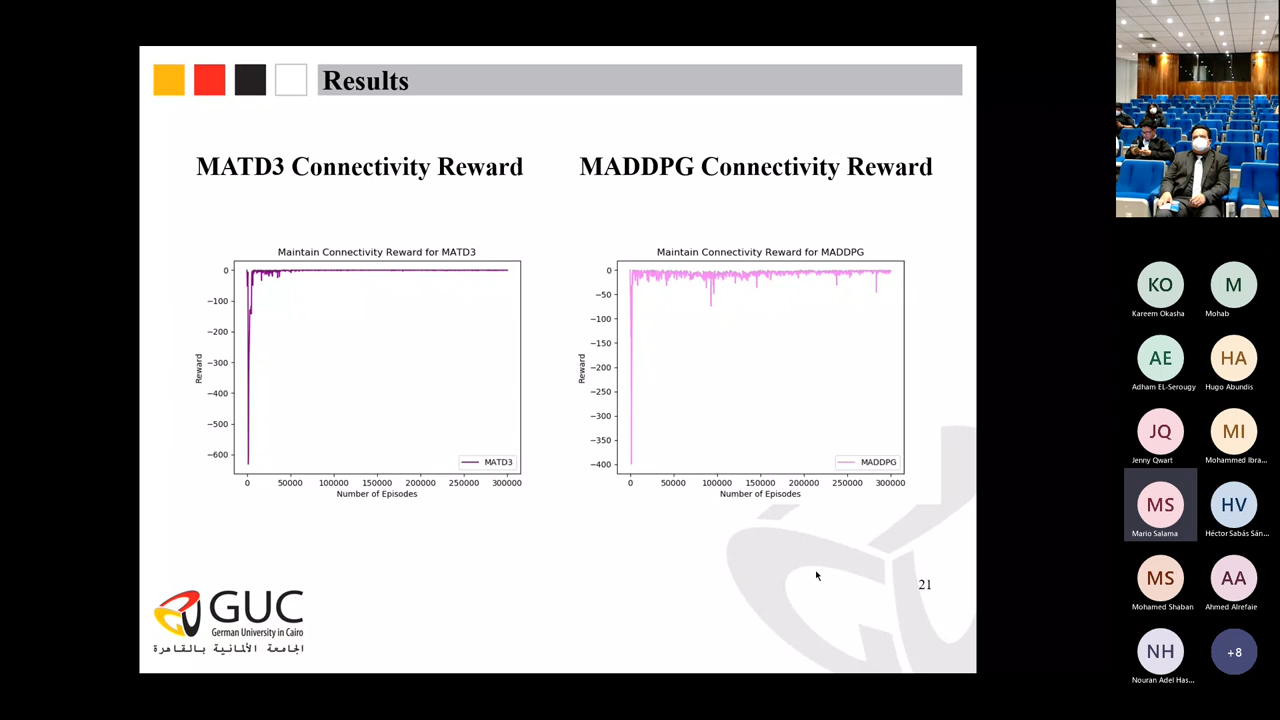 Results
MATD3 Connectivity Reward
MADDPG Connectivity Reward
Maintain Connectivity Reward for MATD3
0
−100
−200
−300
−400
−500
−600
Reward
0
50000
100000
150000
200000
250000
300000
Number of Episodes
MATD3
Maintain Connectivity Reward for MADDPG
0
−50
−100
−150
−200
−250
−300
−350
−400
Reward
0
50000
100000
150000
200000
250000
300000
Number of Episodes
MADDPG
21
GUC
German University in Cairo
الجامعة الألمانية بالقاهرة
KO
Kareem Okasha
M
Mohab
AE
Adham EL-Serougy
HA
Hugo Abundis
JQ
Jenny Qwart
MI
Mohammed Ibra...
MS
Mario Salama
HV
Héctor Sabás Sán...
MS
Mohamed Shaban
AA
Ahmed Alrefaie
NH
Nouran Adel Has...
+8